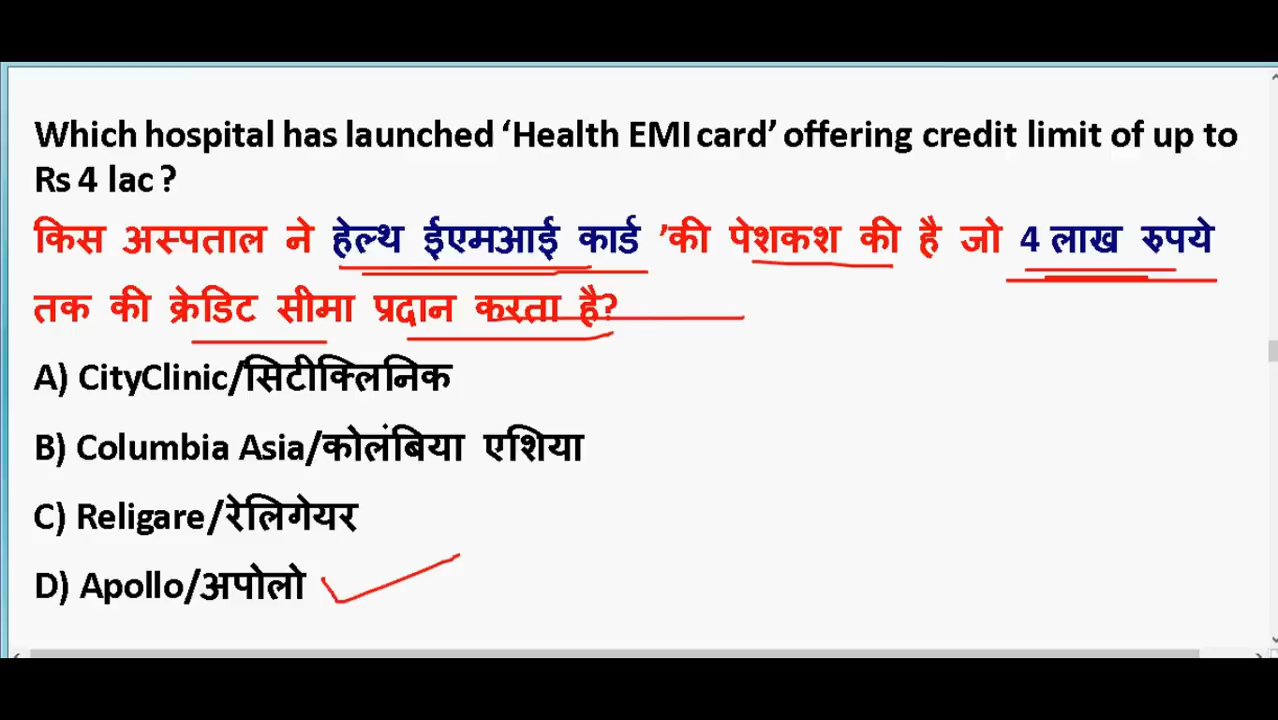 Which hospital has launched ‘Health EMI card’ offering credit limit of up to
Rs 4 lac ?
किस अस्पताल ने हेल्थ ईएमआई कार्ड ’की पेशकश की है जो 4 लाख रुपये
तक की क्रेडिट सीमा प्रदान करता है?
A) CityClinic/सिटीक्लिनिक
B) Columbia Asia/कोलंबिया एशिया
C) Religare/रेलिगेयर
D) Apollo/अपोलो